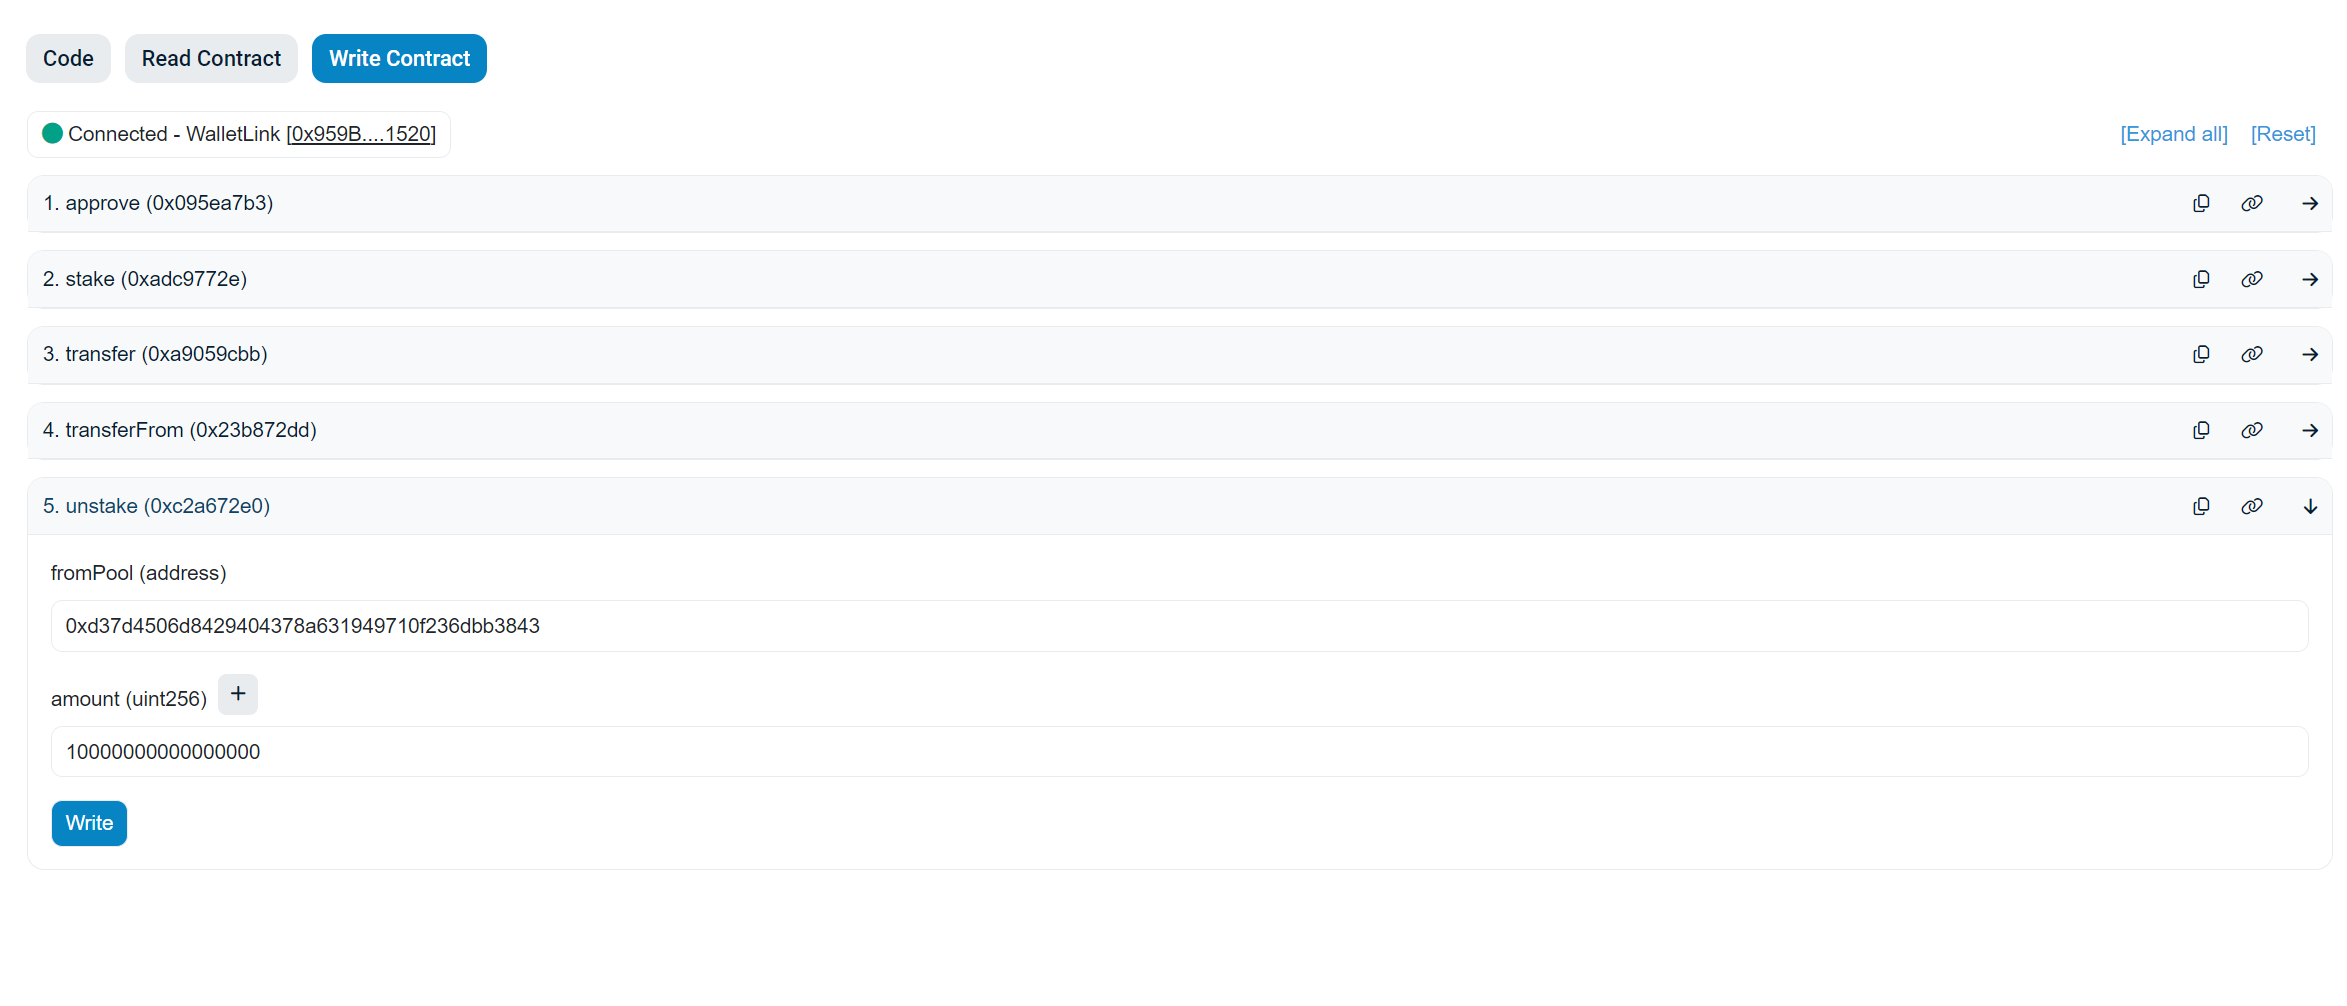 Code Read Contract Write Contract
Connected - WalletLink [0x959B....1520] [Expand all] [Reset]
1. approve (0x095ea7b3)
2. stake (0xadc9772e)
3. transfer (0xa9059cbb)
4. transferFrom (0x23b872dd)
5. unstake (0xc2a672e0)
fromPool (address)
0xd37d4506d8429404378a631949710f236dbb3843
amount (uint256) +
10000000000000000
Write